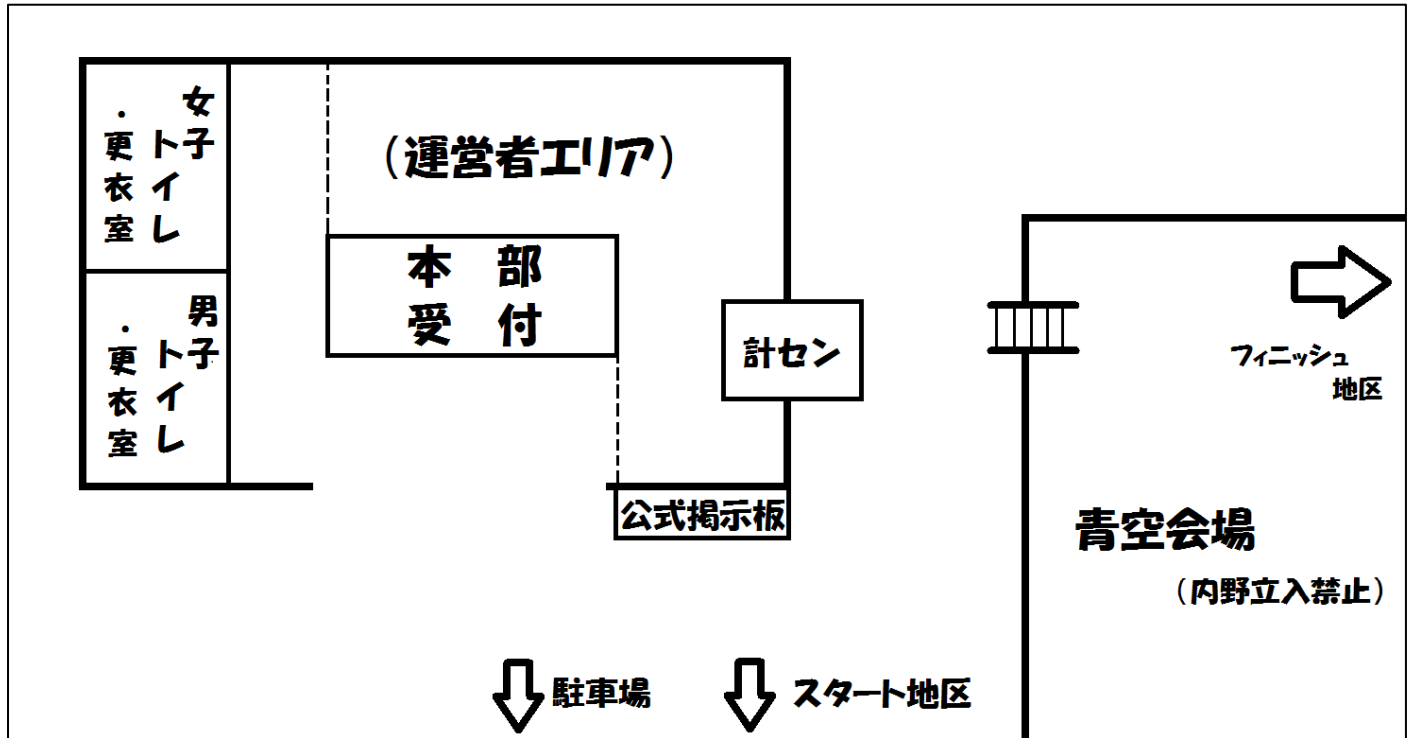 女子
トイレ
・更衣室
(運営者エリア)
本部
受付
男子
トイレ
・更衣室
計セン
フィニッシュ
地区
公式掲示板
青空会場
(内野立入禁止)
駐車場
スタート地区